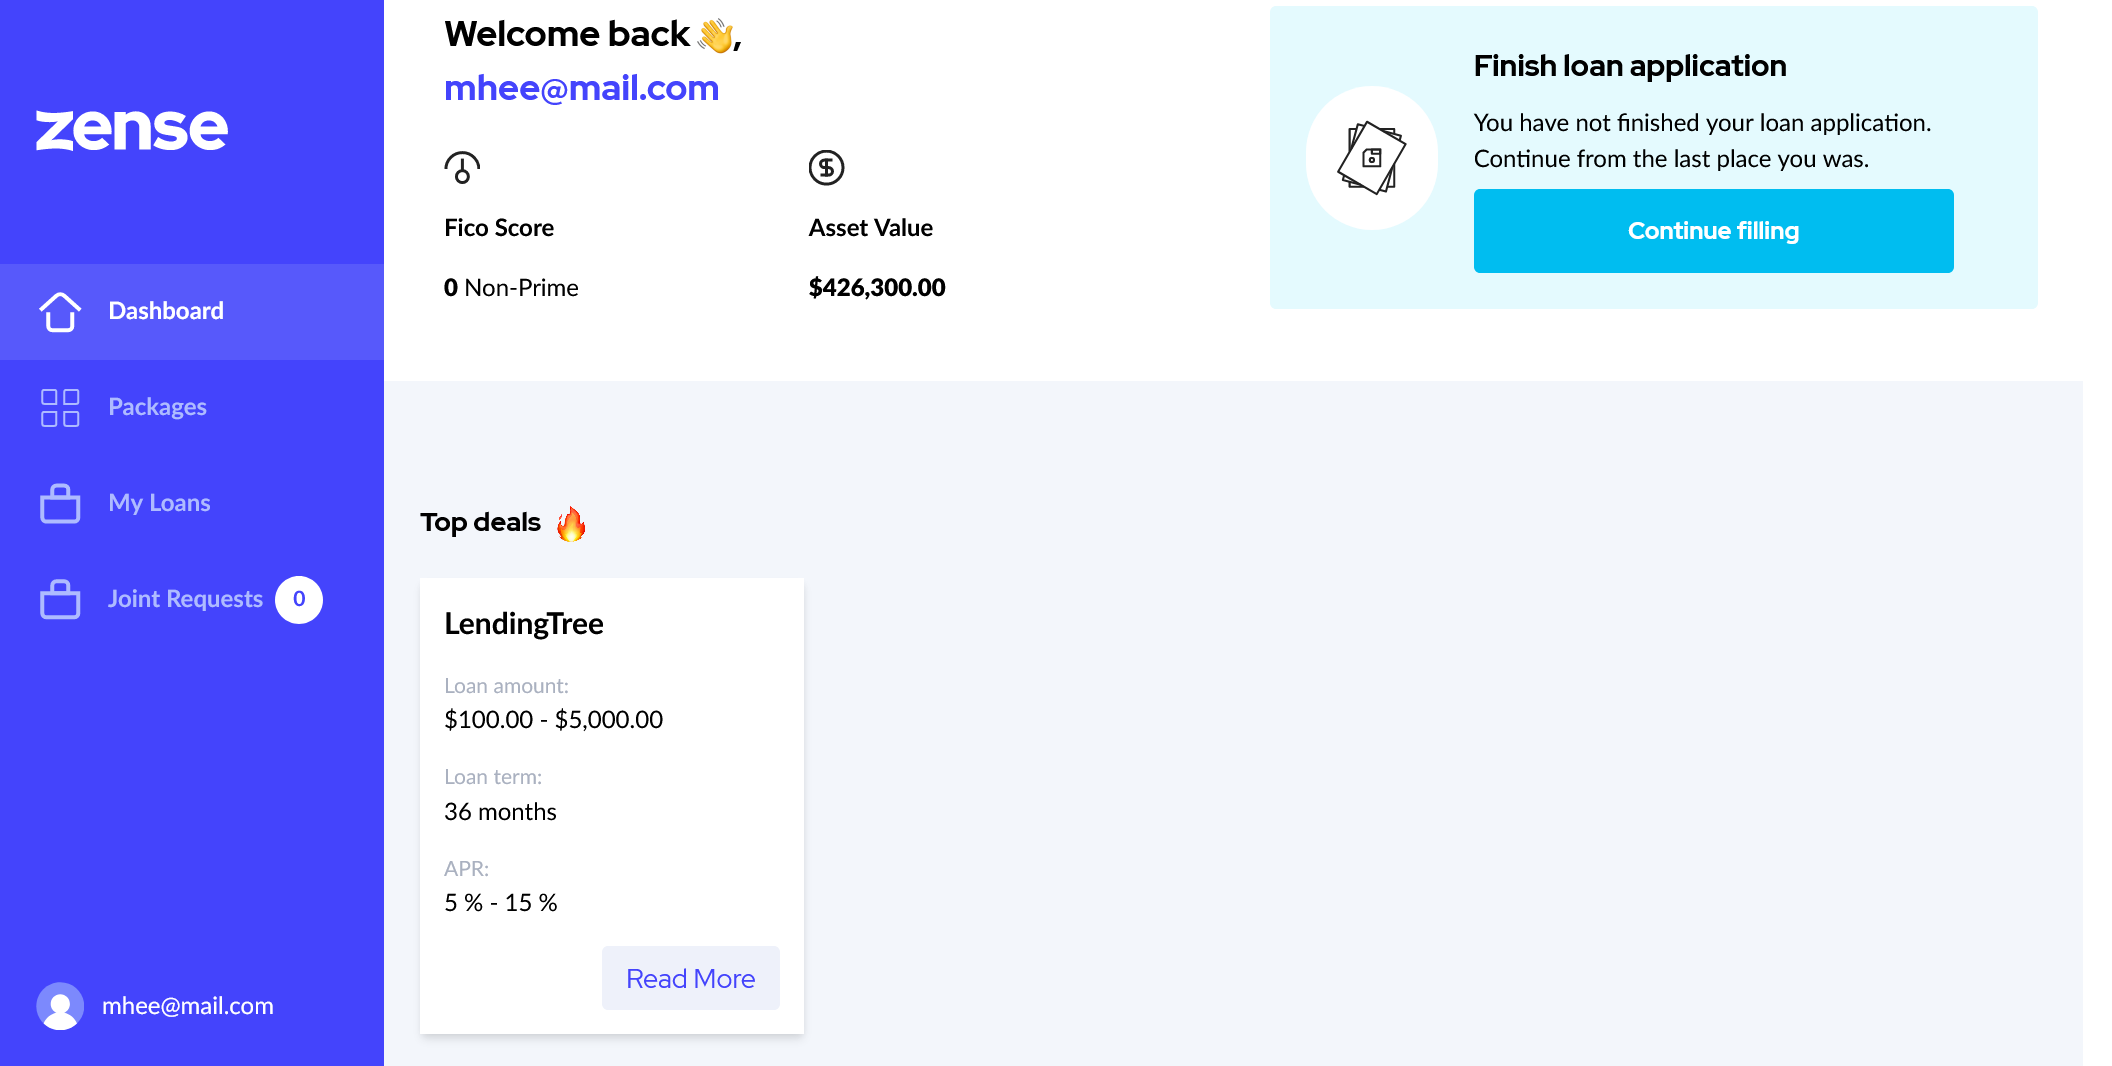 zense
Dashboard
Packages
My Loans
Joint Requests 0
mhee@mail.com
Welcome back 👋,
mhee@mail.com
Fico Score
0 Non-Prime
Asset Value
$426,300.00
Finish loan application
You have not finished your loan application.
Continue from the last place you was.
Continue filling
Top deals 🔥
LendingTree
Loan amount:
$100.00 - $5,000.00
Loan term:
36 months
APR:
5 % - 15 %
Read More